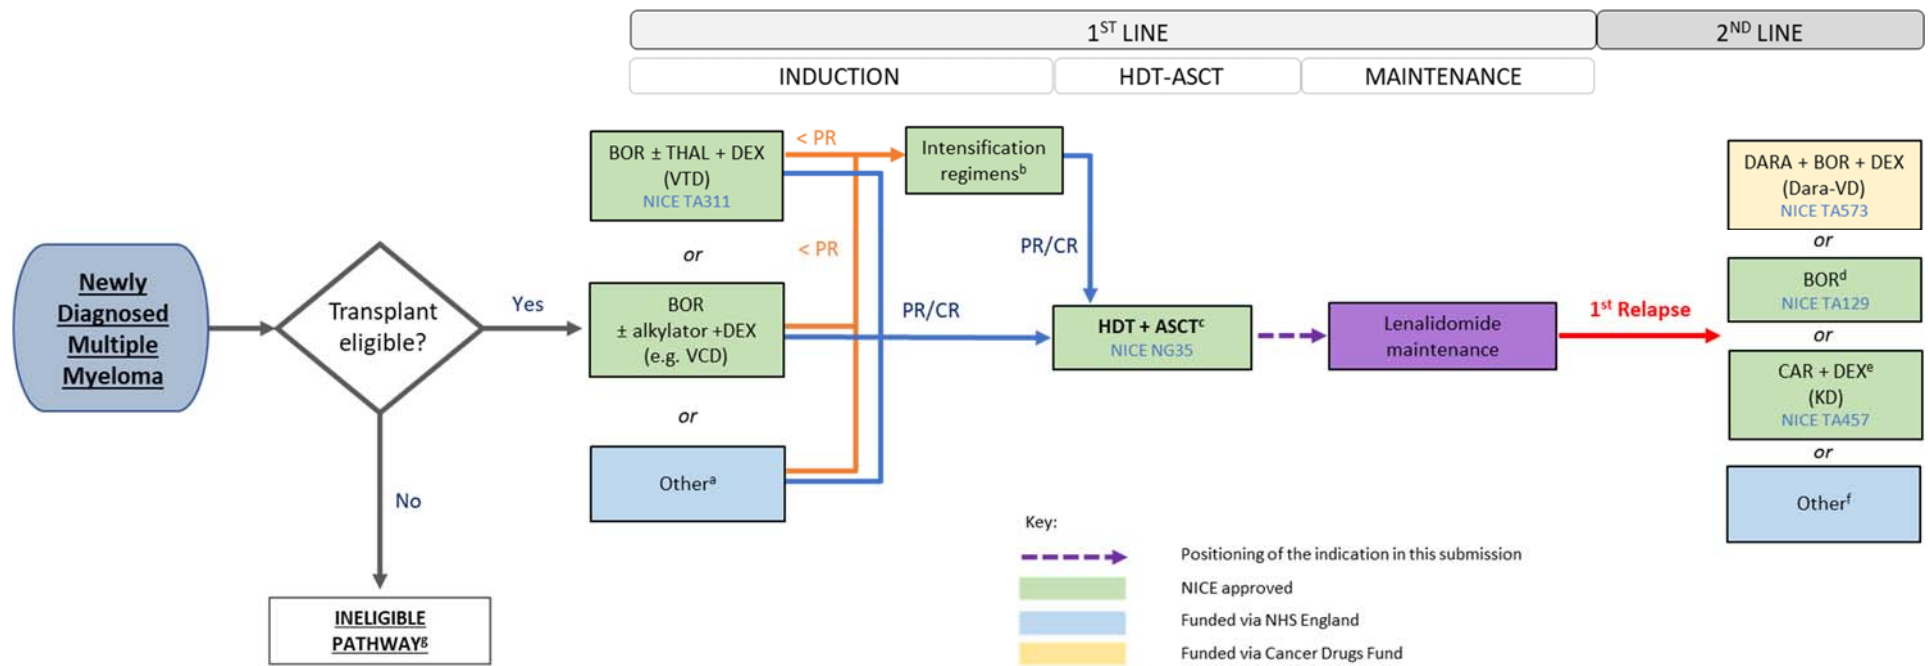 1ST LINE
2ND LINE
INDUCTION
HDT-ASCT
MAINTENANCE
Newly
Diagnosed
Multiple
Myeloma
Transplant
eligible?
Yes
No
INELIGIBLE
PATHWAYg
BOR ± THAL + DEX
(VTD)
NICE TA311
or
BOR
± alkylator +DEX
(e.g. VCD)
or
Othera
< PR
< PR
PR/CR
Intensification
regimensb
PR/CR
HDT + ASCTc
NICE NG35
Lenalidomide
maintenance
1st Relapse
DARA + BOR + DEX
(Dara-VD)
NICE TA573
or
BORd
NICE TA129
or
CAR + DEXe
(KD)
NICE TA457
or
Otherf
Key:
Positioning of the indication in this submission
NICE approved
Funded via NHS England
Funded via Cancer Drugs Fund